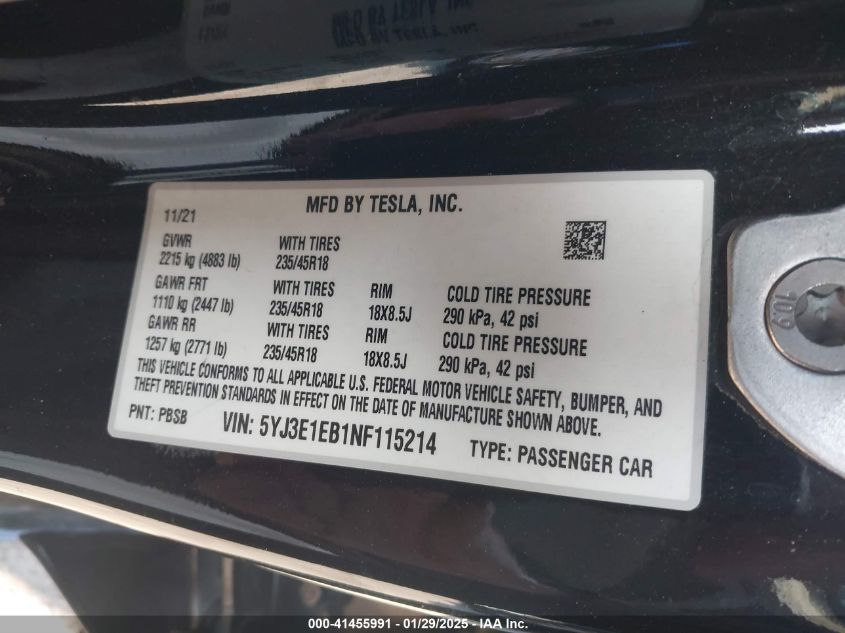 MFD BY TESLA, INC.
11/21
GVWR WITH TIRES
2215 kg (4883 lb) 235/45R18
GAWR FRT WITH TIRES RIM COLD TIRE PRESSURE
1110 kg (2447 lb) 235/45R18 18X8.5J 290 kPa, 42 psi
GAWR RR WITH TIRES RIM COLD TIRE PRESSURE
1257 kg (2771 lb) 235/45R18 18X8.5J 290 kPa, 42 psi
THIS VEHICLE CONFORMS TO ALL APPLICABLE U.S. FEDERAL MOTOR VEHICLE SAFETY, BUMPER, AND
THEFT PREVENTION STANDARDS IN EFFECT ON THE DATE OF MANUFACTURE SHOWN ABOVE.
PNT: PBSB VIN: 5YJ3E1EB1NF115214 TYPE: PASSENGER CAR
10.9
000-41455991 - 01/29/2025 - IAA Inc.